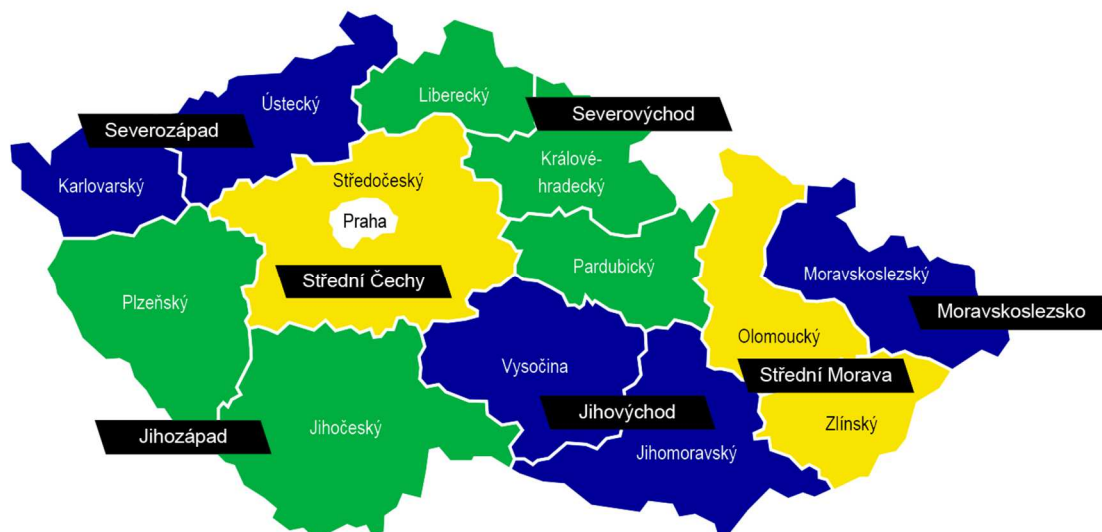 Ústecký
Liberecký
Severozápad
Severovýchod
Karlovarský
Středočeský
Králové-
hradecký
Praha
Plzeňský
Střední Čechy
Pardubický
Moravskoslezský
Moravskoslezsko
Olomoucký
Vysočina
Střední Morava
Jihozápad
Jihočeský
Jihovýchod
Jihomoravský
Zlínský